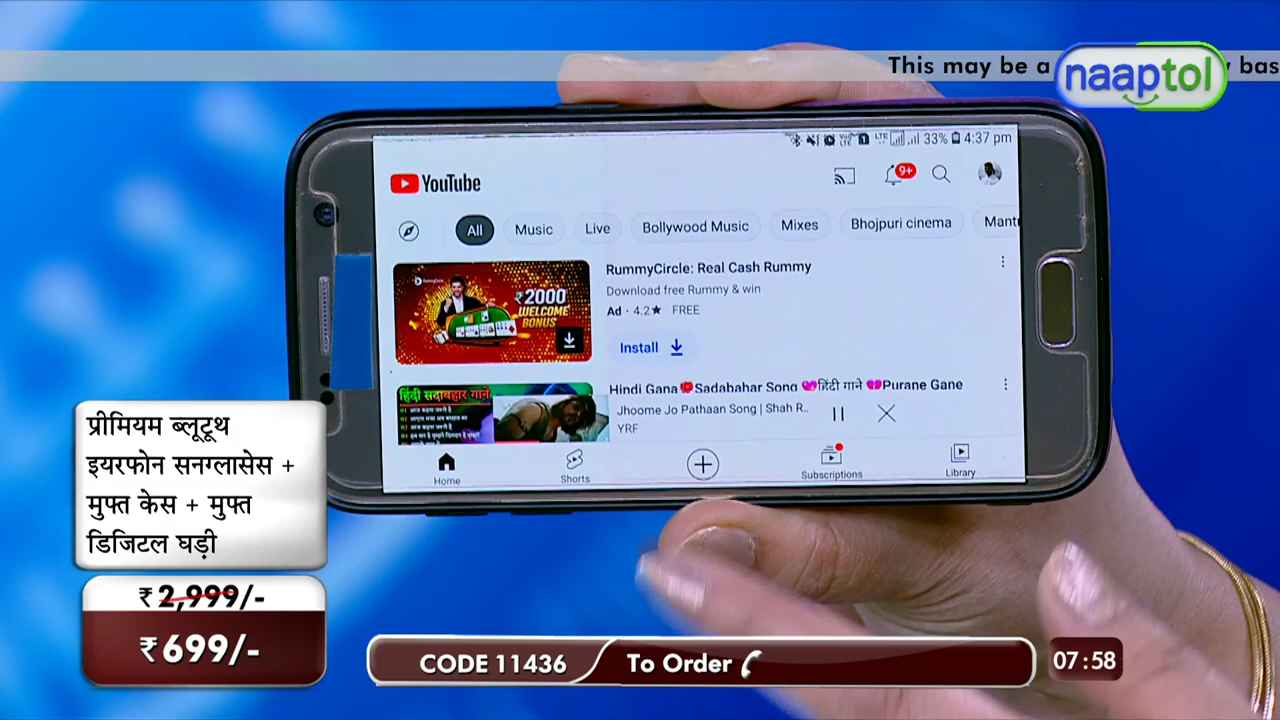 This may be a
bas
naaptol
33% 4:37 pm
YouTube
9+
All Music Live Bollywood Music Mixes Bhojpuri cinema Mant
RummyCircle: Real Cash Rummy
Download free Rummy & win
Ad · 4.2★ FREE
Install
₹2000
WELCOME
BONUS
Hindi Gana🌹Sadabahar Song 💘हिंदी गाने 💘Purane Gane
हिंदी सदाबहार गाने
Jhoome Jo Pathaan Song | Shah R..
YRF
Home Shorts Subscriptions Library
प्रीमियम ब्लूटूथ
इयरफोन सनग्लासेस +
मुफ्त केस + मुफ्त
डिजिटल घड़ी
₹2,999/-
₹699/-
CODE 11436 To Order
07:58